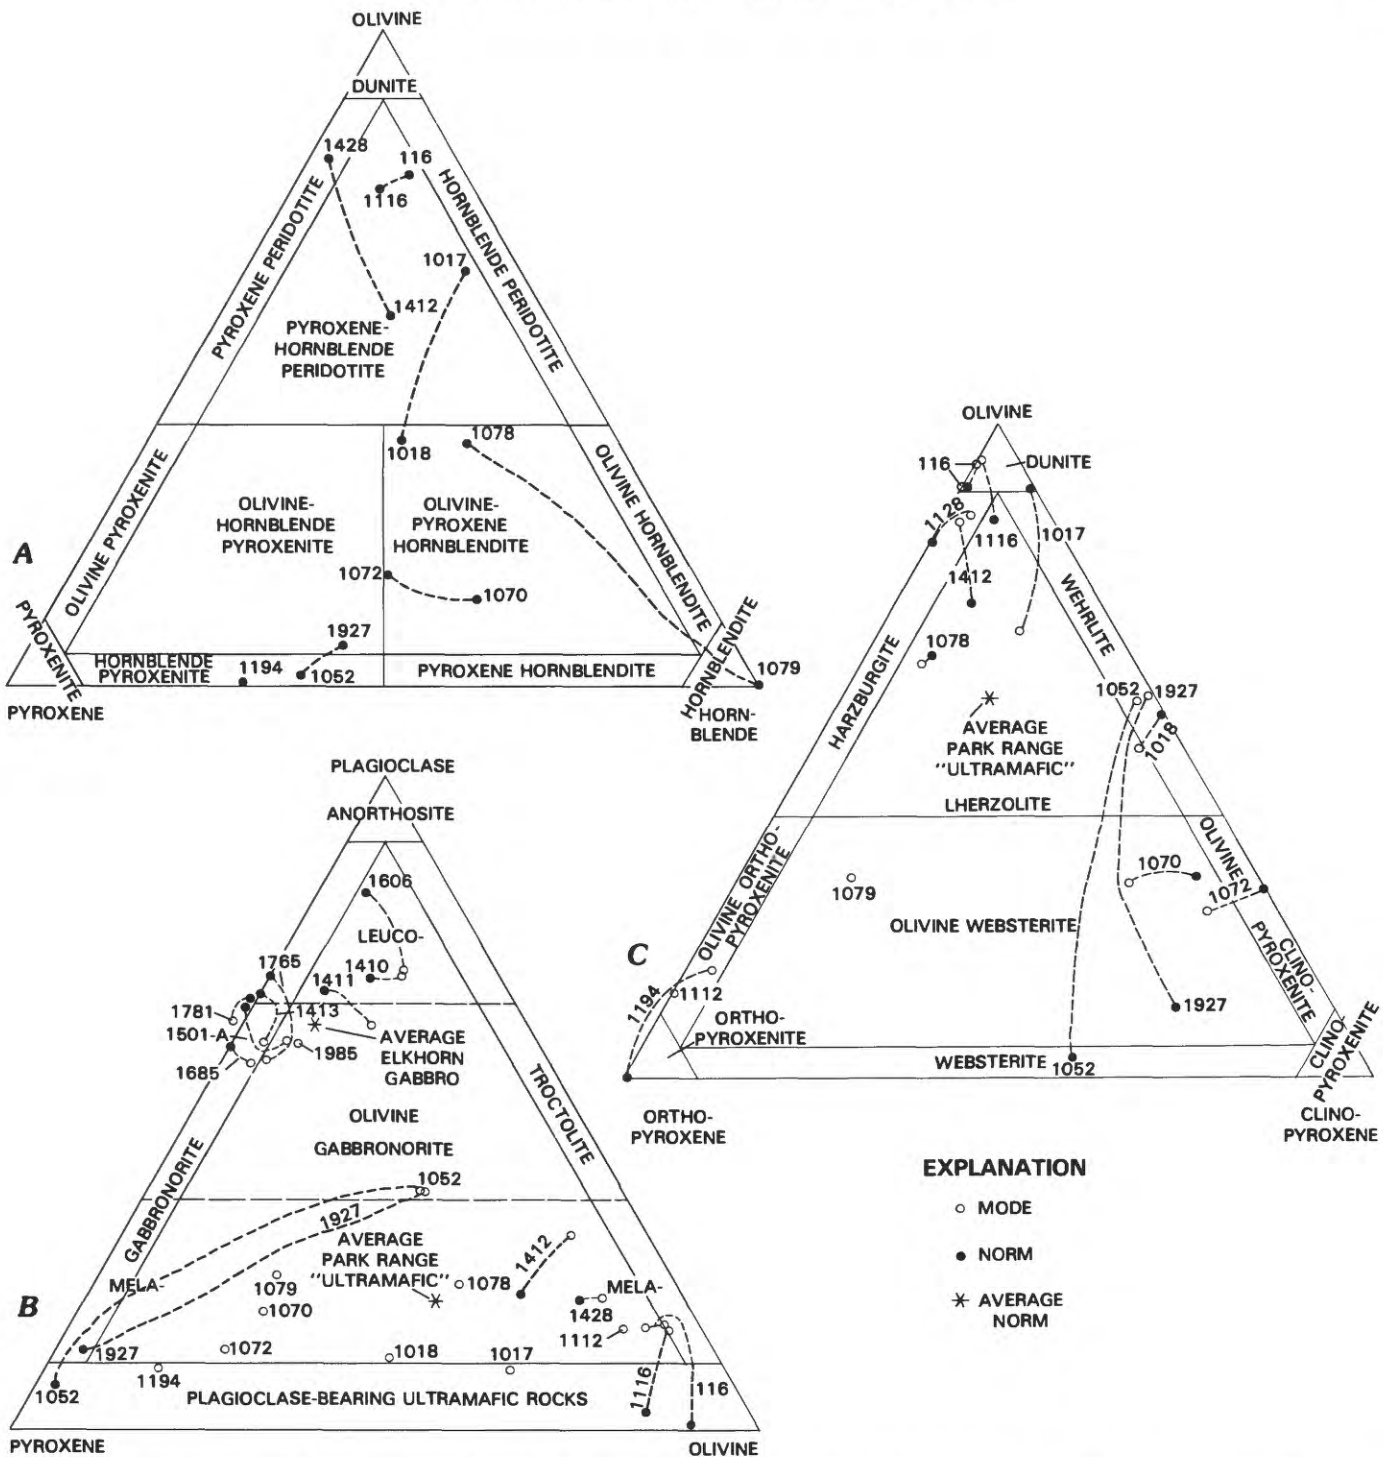 OLIVINE
DUNITE
1428
116
1116
PYROXENE PERIDOTITE
HORNBLENDE PERIDOTITE
1017
1412
PYROXENE-
HORNBLENDE
PERIDOTITE
1018
1078
OLIVINE PYROXENITE
OLIVINE-
HORNBLENDE
PYROXENITE
OLIVINE-
PYROXENE
HORNBLENDITE
OLIVINE HORNBLENDITE
A
1072
1070
1927
PYROXENITE
HORNBLENDE
PYROXENITE
1194
1052
PYROXENE HORNBLENDITE
HORNBLENDITE
1079
PYROXENE
HORN-
BLENDE
PLAGIOCLASE
ANORTHOSITE
1606
LEUCO-
1765
1411
1410
1781
1413
1501-A
1685
1985
AVERAGE
ELKHORN
GABBRO
OLIVINE
GABBRONORITE
TROCTOLITE
GABBRONORITE
1052
1927
AVERAGE
PARK RANGE
"ULTRAMAFIC"
1412
MELA-
1079
1070
1078
MELA-
1428
B
1112
1927
1072
1018
1017
1052
1194
PLAGIOCLASE-BEARING ULTRAMAFIC ROCKS
1116
116
PYROXENE
OLIVINE
OLIVINE
116
DUNITE
1128
1116
1017
1412
WEHRLITE
1078
HARZBURGITE
1052
1927
AVERAGE
PARK RANGE
"ULTRAMAFIC"
1018
LHERZOLITE
OLIVINE ORTHO-
PYROXENITE
1079
1070
1072
OLIVINE
CLINO-
PYROXENITE
OLIVINE WEBSTERITE
C
1194
1112
1927
ORTHO-
PYROXENITE
WEBSTERITE
1052
CLINO-
PYROXENITE
ORTHO-
PYROXENE
CLINO-
PYROXENE
EXPLANATION
MODE
NORM
AVERAGE
NORM